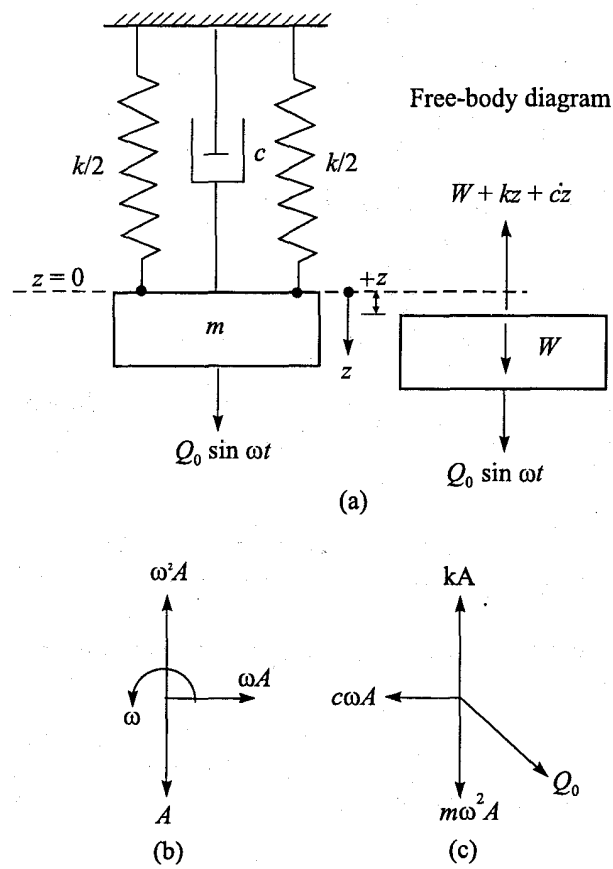 Free-body diagram
k/2
c
k/2
W + kz + ċz
z = 0
+z
m
z
W
Q₀ sin ωt
Q₀ sin ωt
(a)
ω²A
ωA
ω
A
(b)
kA
cωA
Q₀
mω²A
(c)